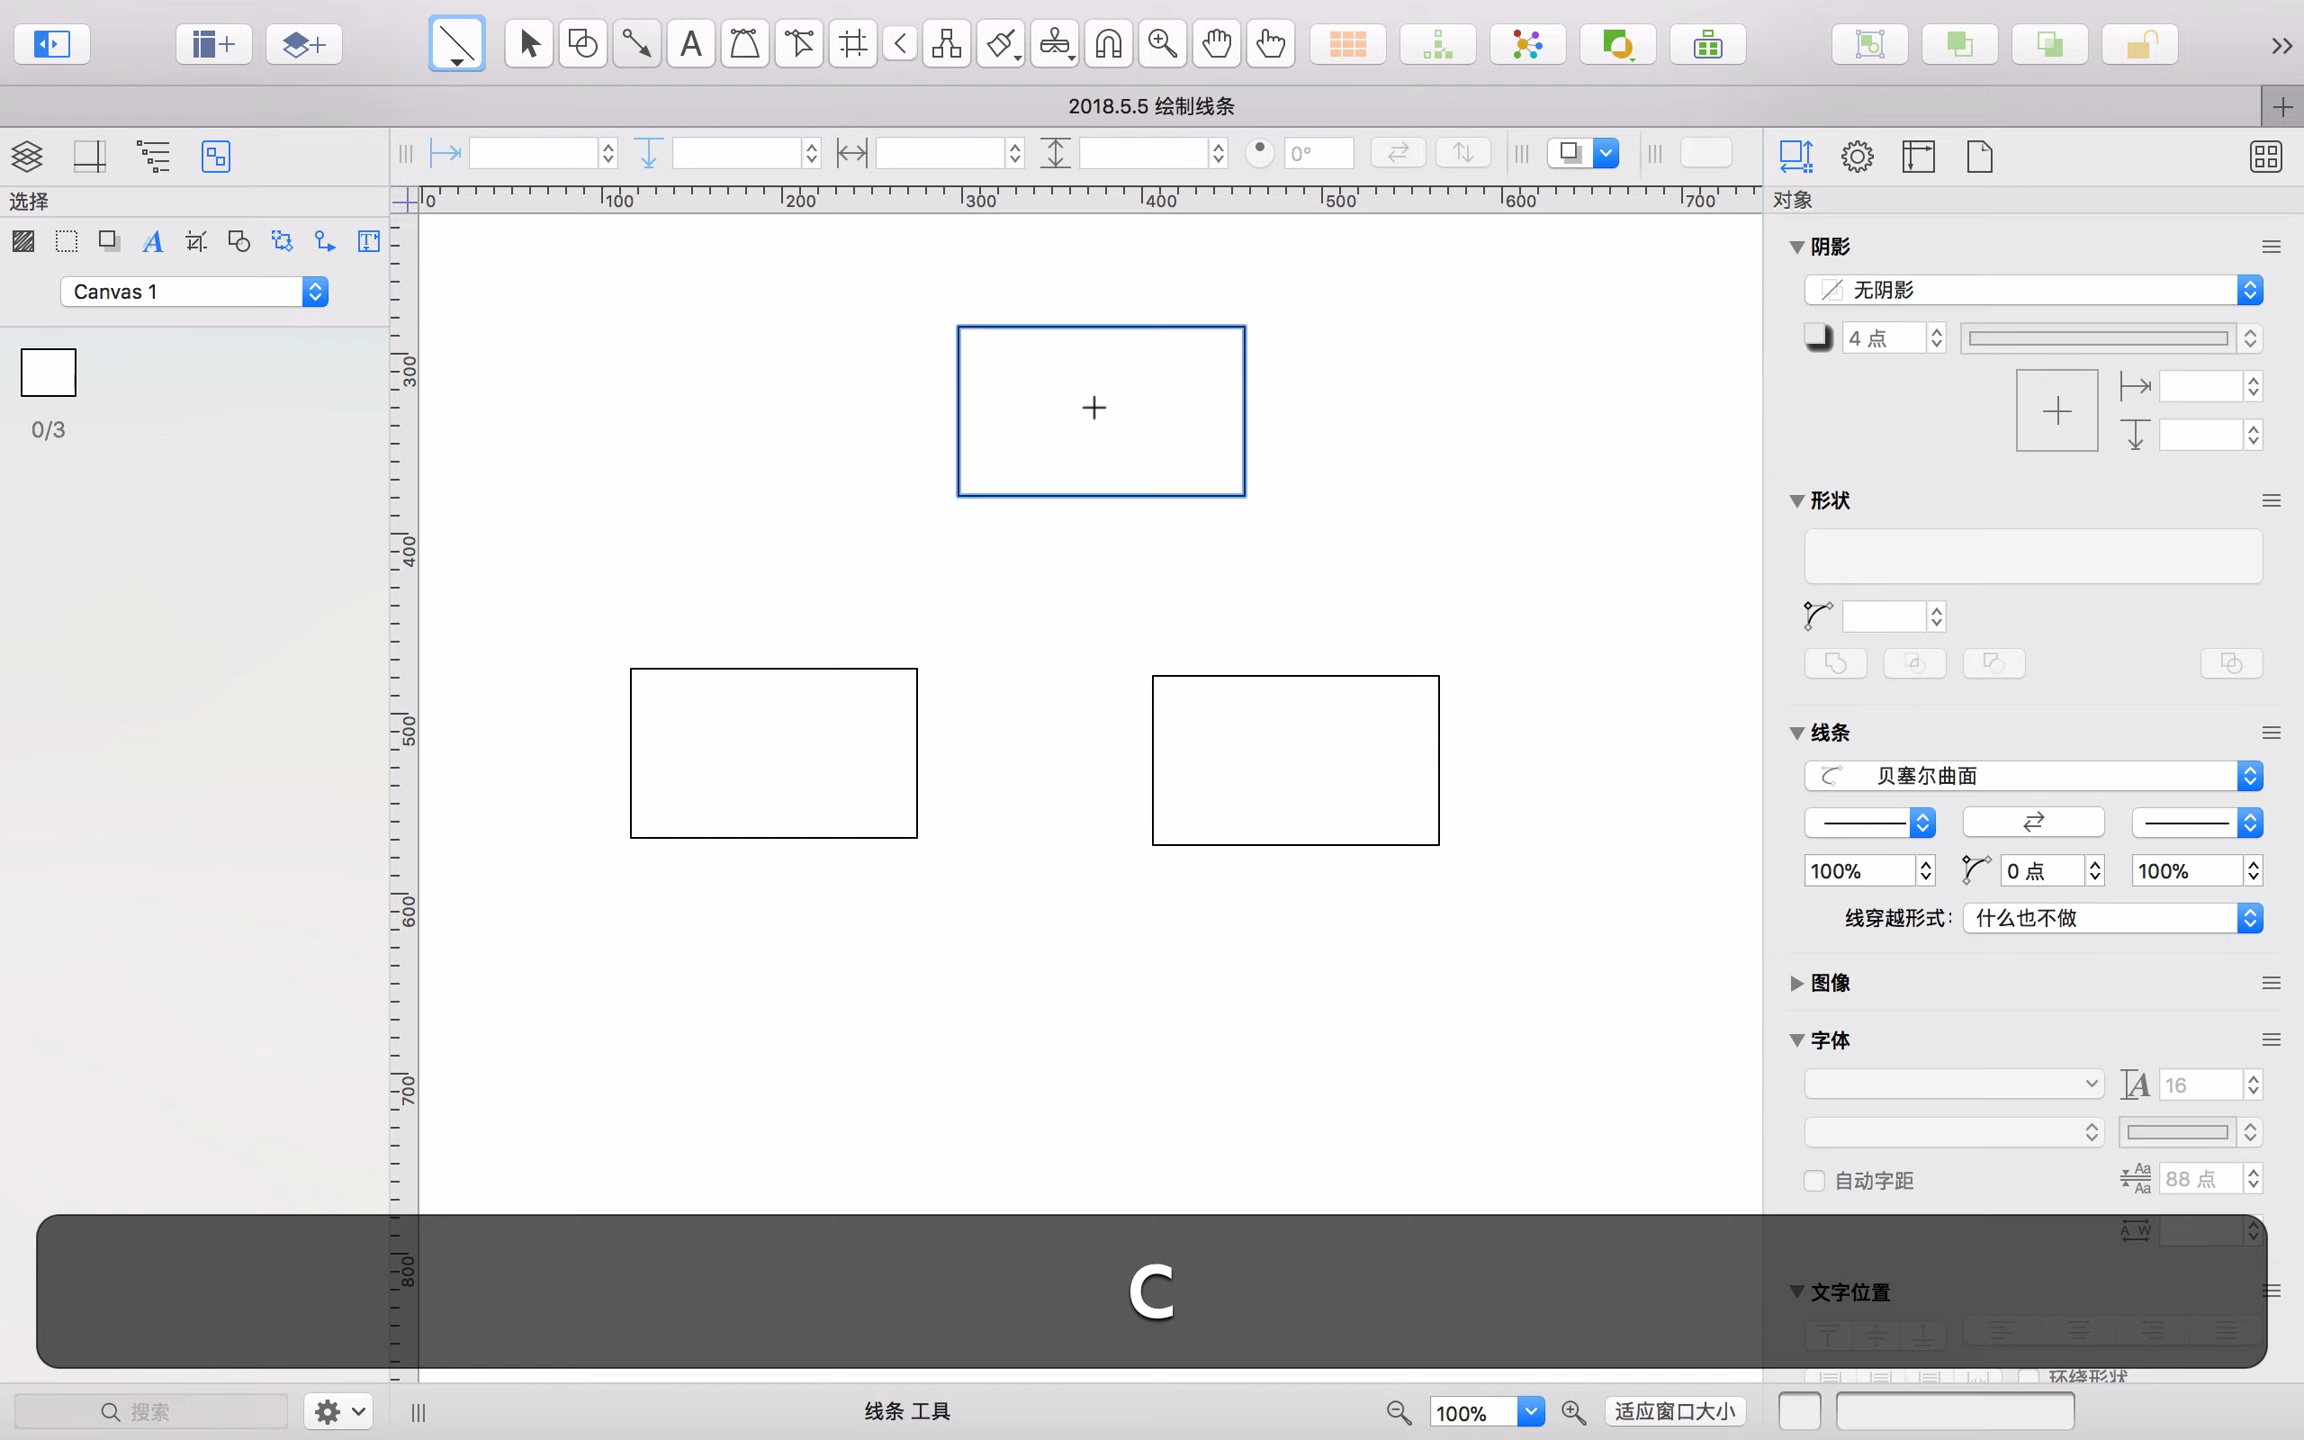 2018.5.5 绘制线条
0°
选择
0 100 200 300 400 500 600 700
对象
Canvas 1
0/3
300
400
500
600
700
800
阴影
无阴影
4 点
形状
线条
贝塞尔曲面
100% 0 点 100%
线穿越形式: 什么也不做
图像
字体
16
自动字距
Aa
Aa
88 点
A W
C
文字位置
环绕形状
搜索
线条 工具
100%
适应窗口大小